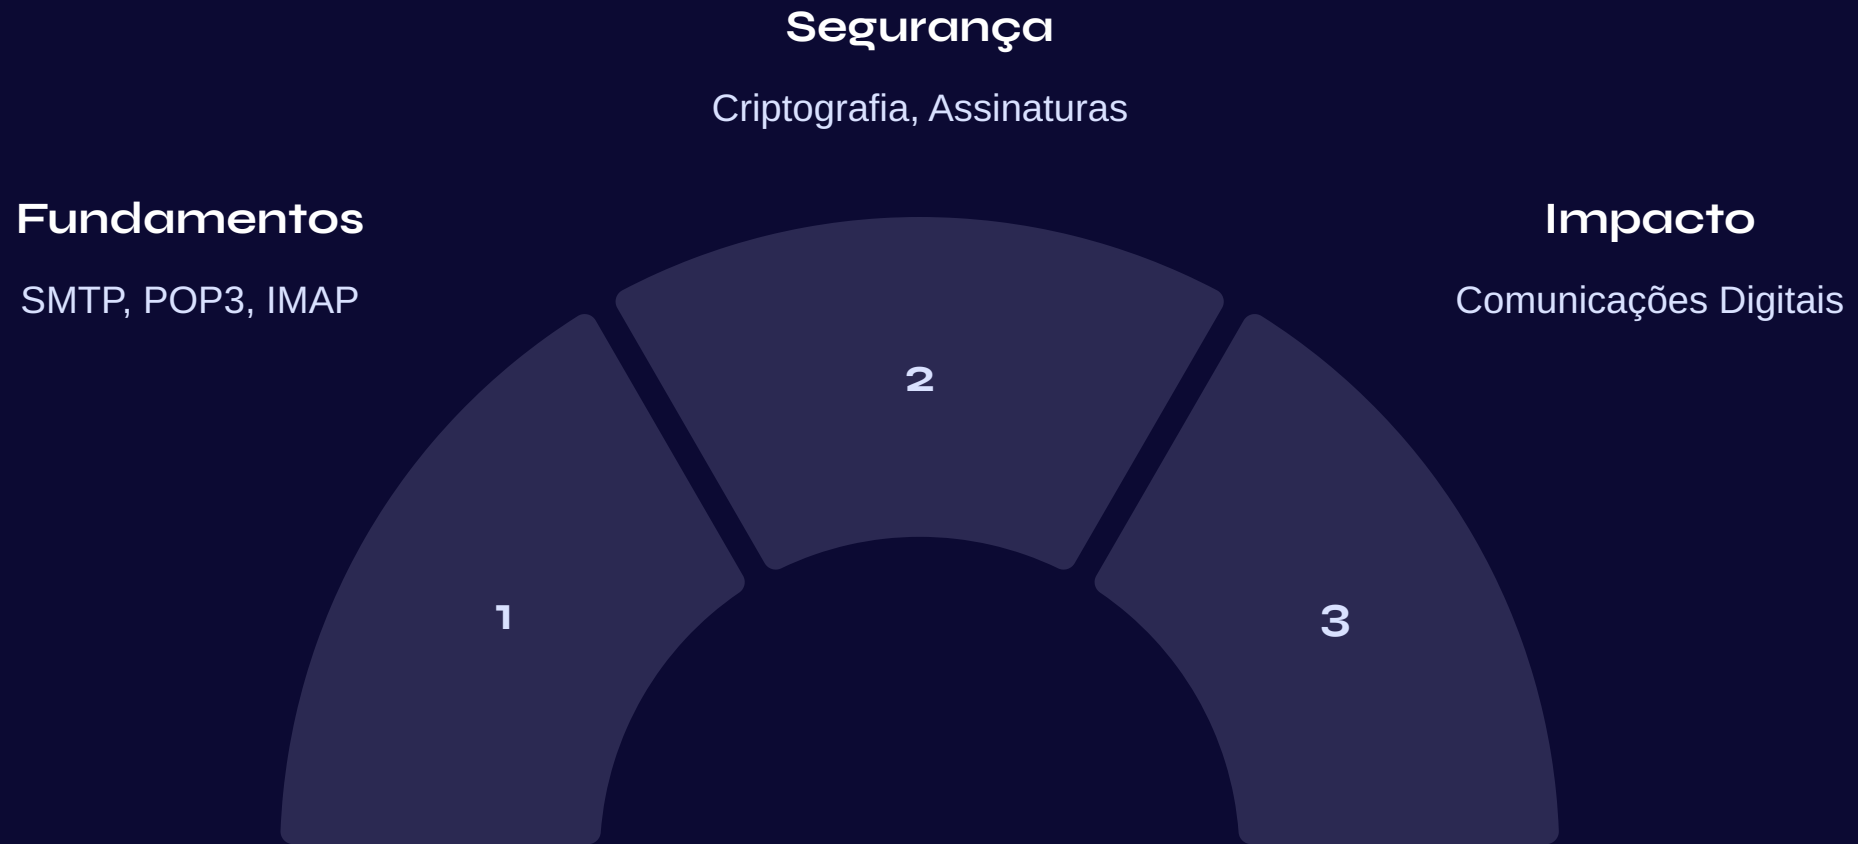 Segurança
Criptografia, Assinaturas
Fundamentos
SMTP, POP3, IMAP
Impacto
Comunicações Digitais
2
1
3